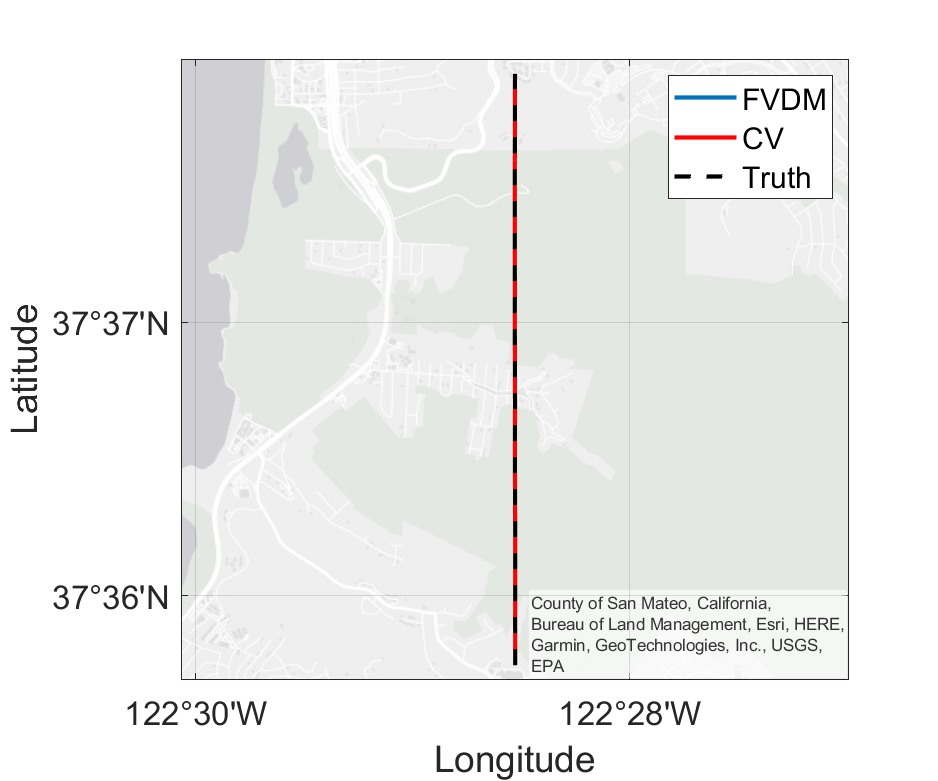 FVDM
CV
Truth
Latitude
37°37'N
37°36'N
County of San Mateo, California,
Bureau of Land Management, Esri, HERE,
Garmin, GeoTechnologies, Inc., USGS,
EPA
122°30'W
122°28'W
Longitude